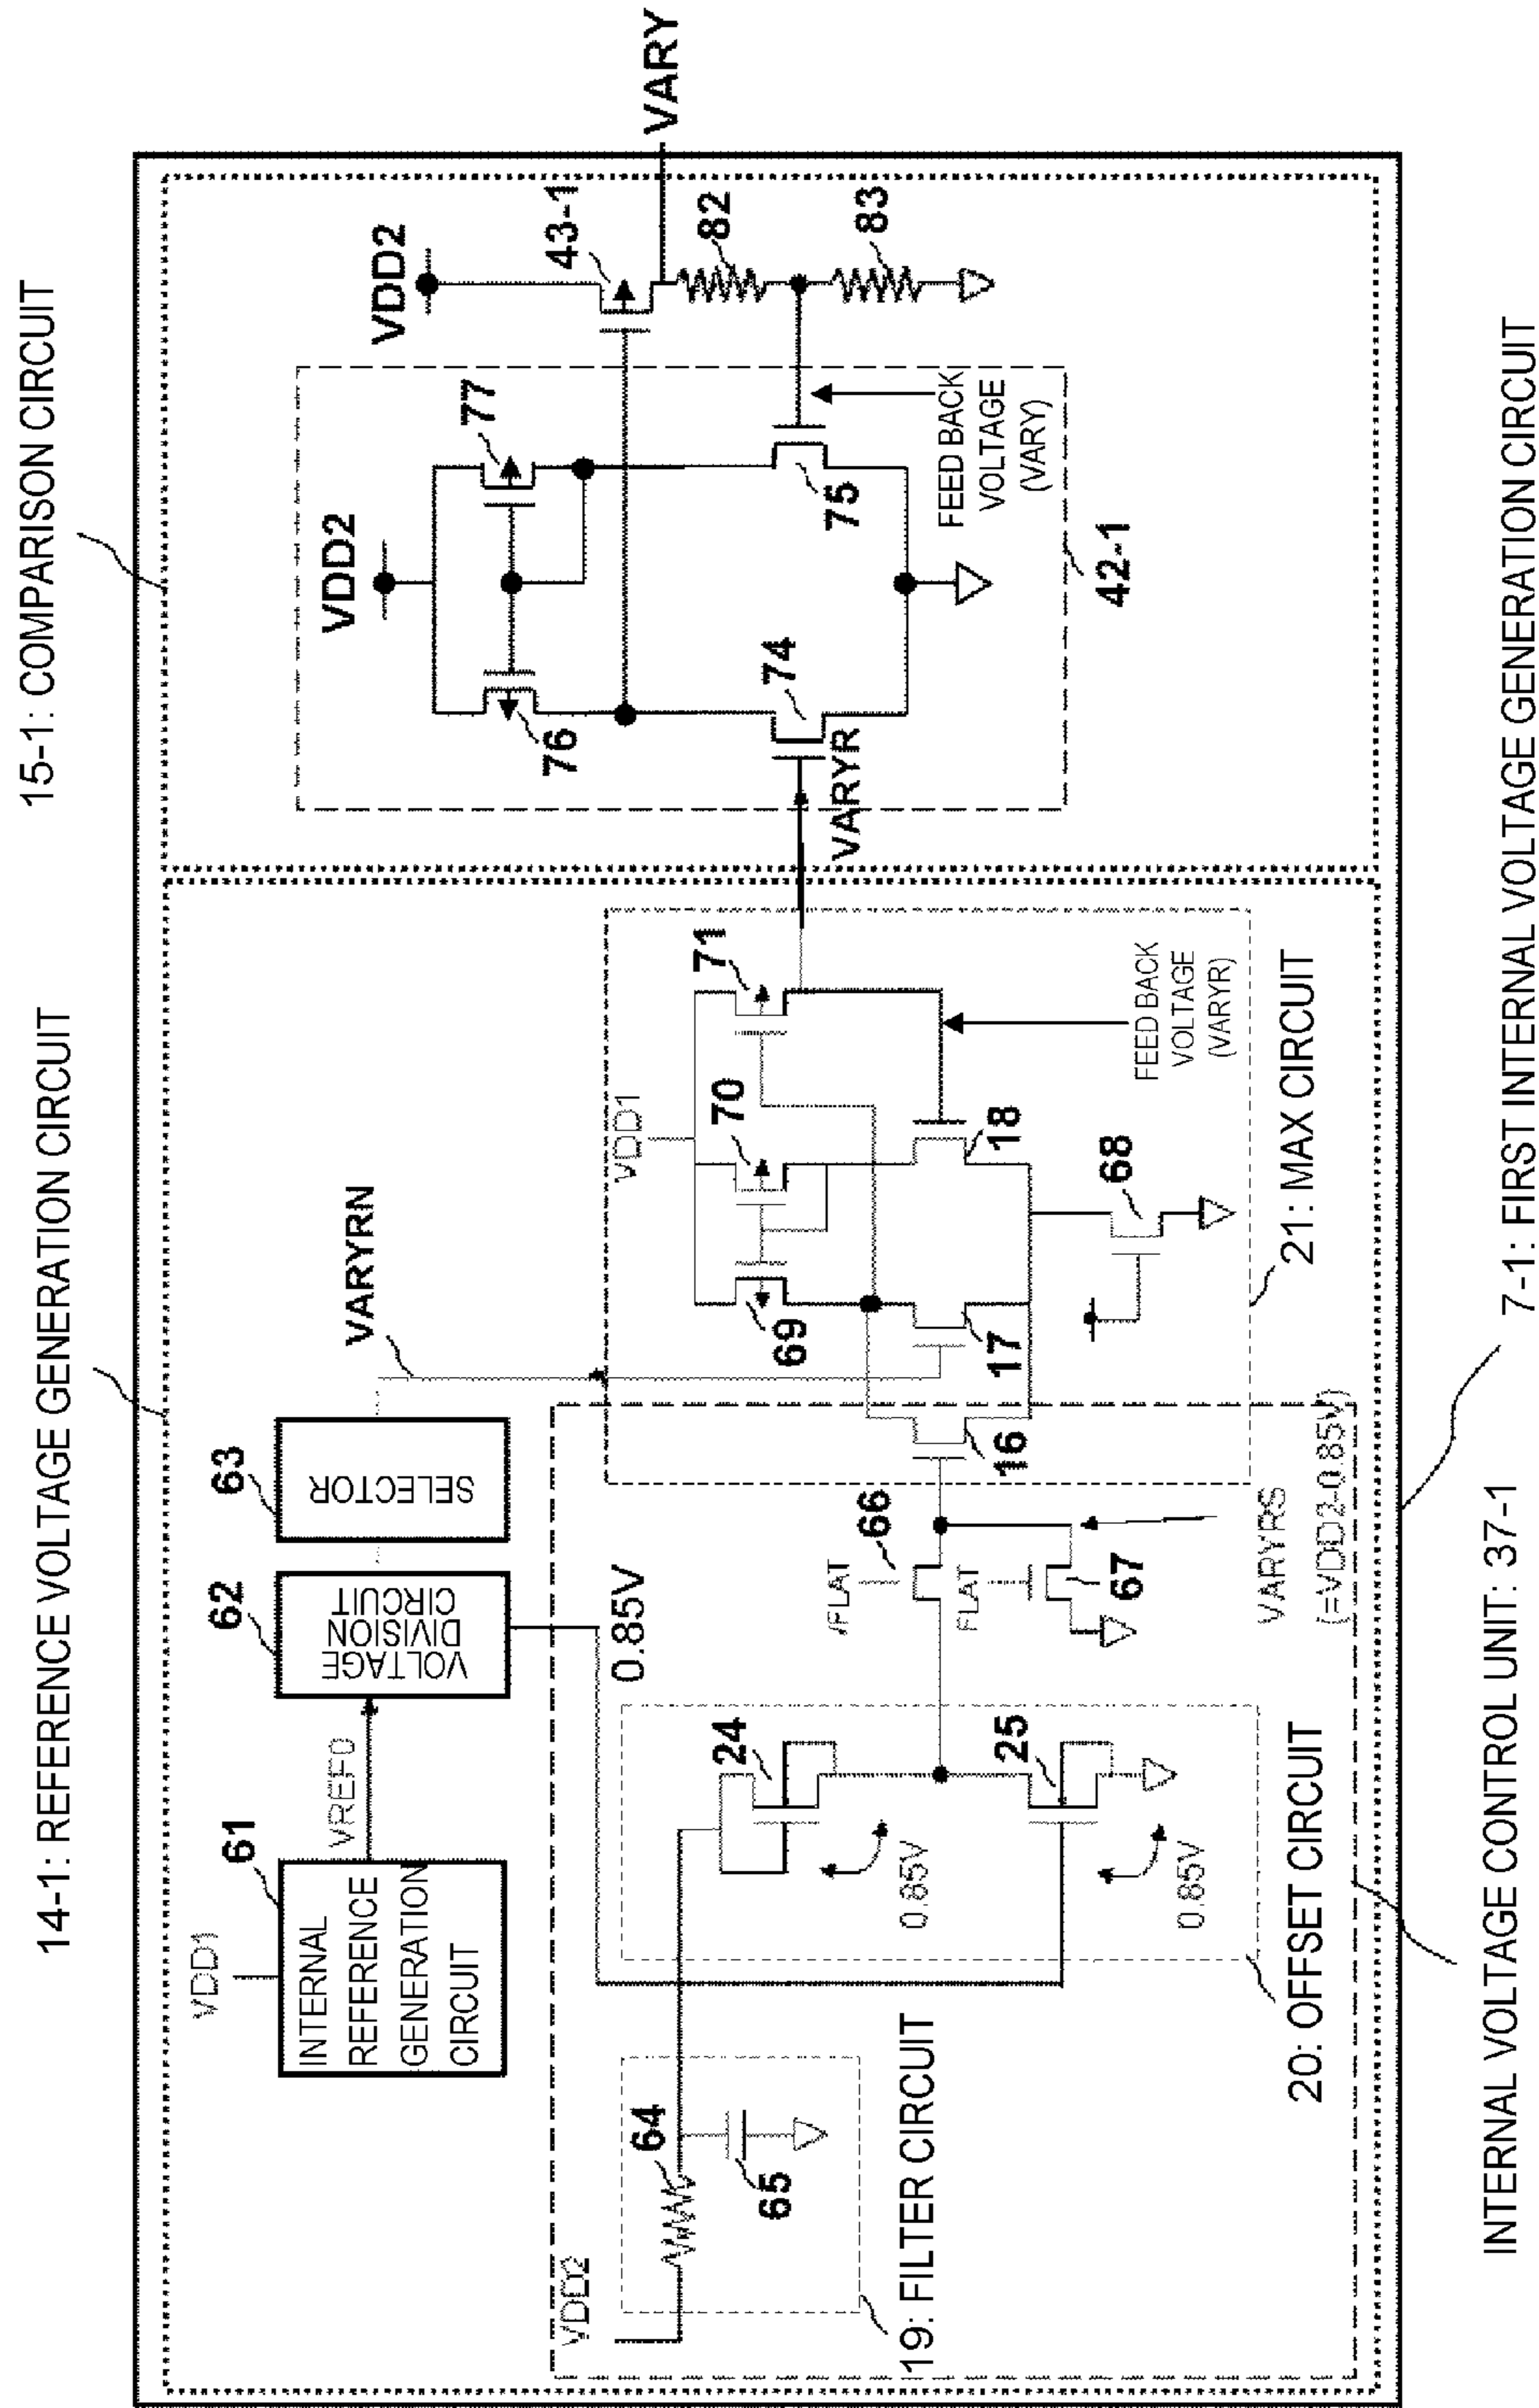 14-1: REFERENCE VOLTAGE GENERATION CIRCUIT
15-1: COMPARISON CIRCUIT
VDD1
61
INTERNAL
REFERENCE
GENERATION
CIRCUIT
VREF0
62
VOLTAGE
DIVISION
CIRCUIT
63
SELECTOR
VARYRN
0.85V
VDD2
64
65
19: FILTER CIRCUIT
24
0.85V
25
0.85V
20: OFFSET CIRCUIT
/FLAT
66
FLAT
67
VARYRS
(=VDD2-0.85V)
VDD1
69
70
71
16
17
18
68
FEED BACK
VOLTAGE
(VARYR)
21: MAX CIRCUIT
VARYR
VDD2
76
77
74
75
FEED BACK
VOLTAGE
(VARY)
42-1
VDD2
43-1
VARY
82
83
INTERNAL VOLTAGE CONTROL UNIT: 37-1
7-1: FIRST INTERNAL VOLTAGE GENERATION CIRCUIT